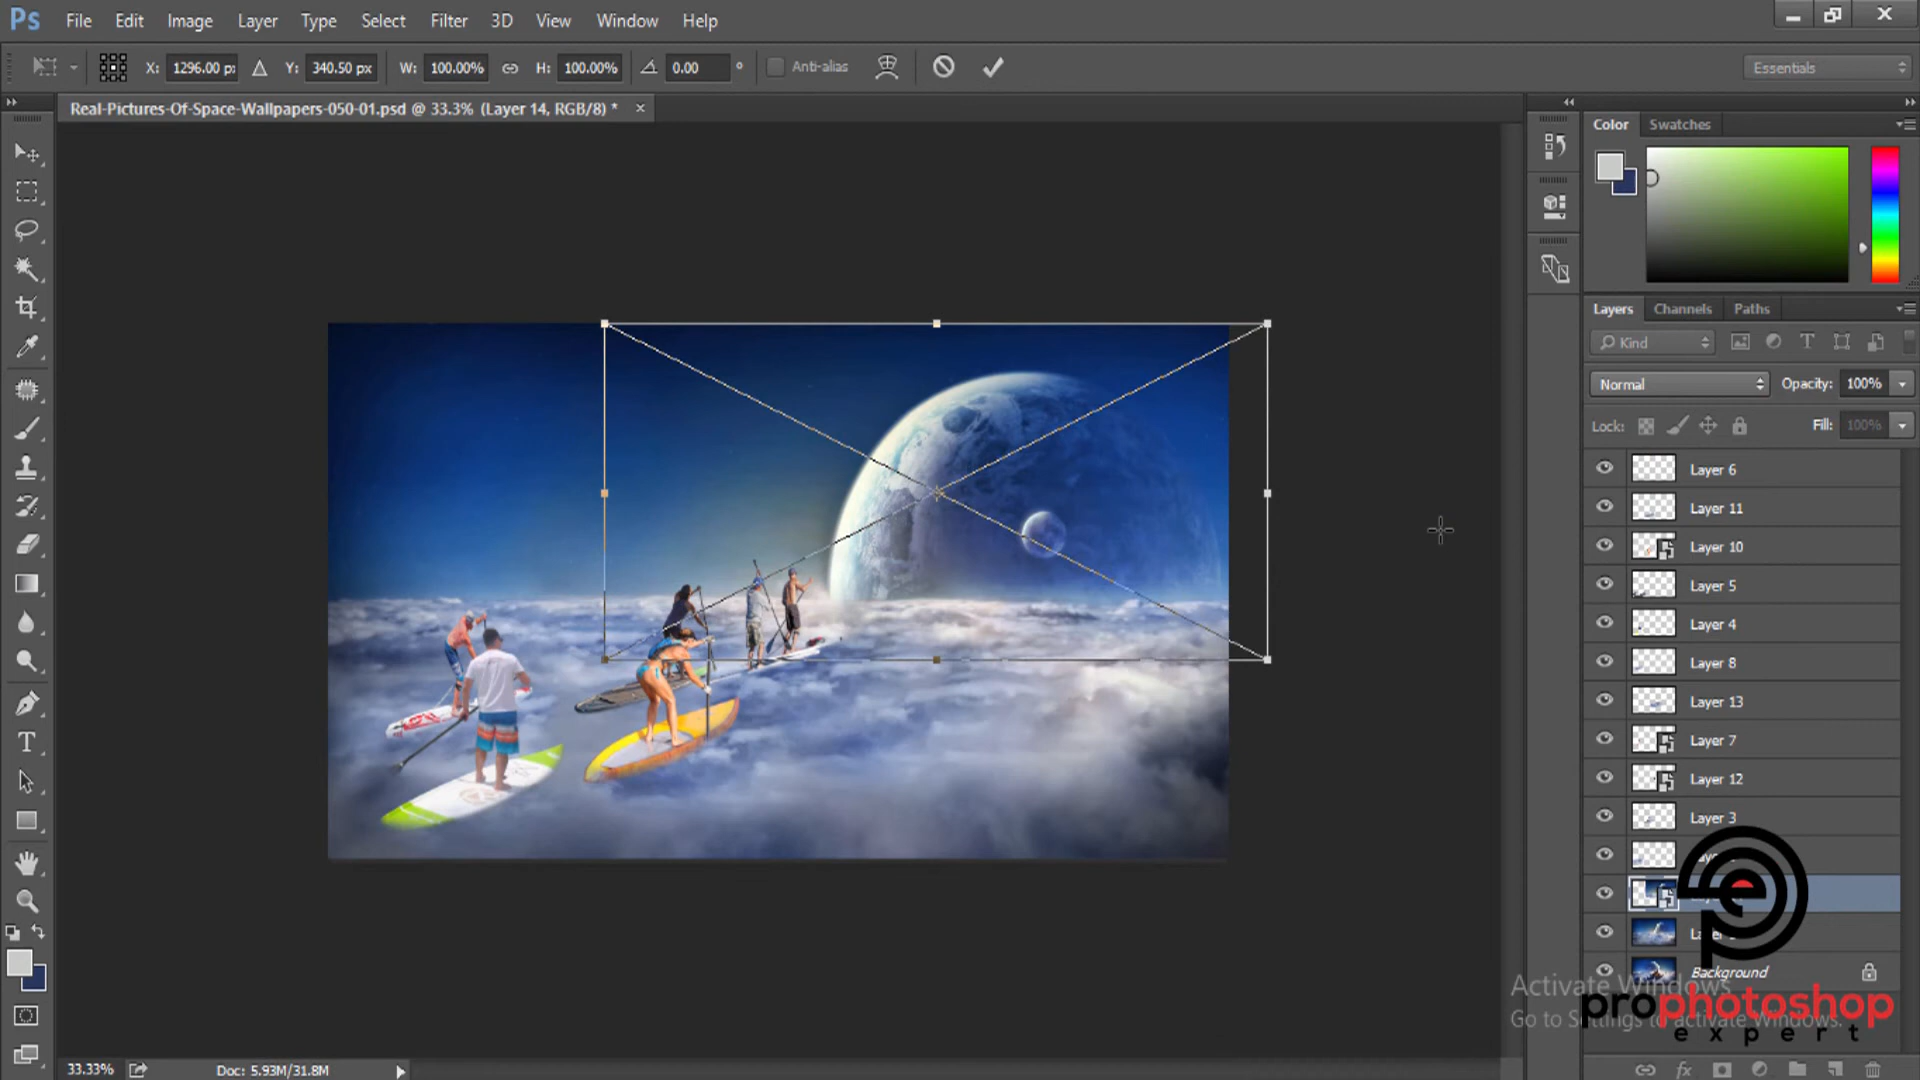 Ps File Edit Image Layer Type Select Filter 3D View Window Help
X: 1296.00 p: Y: 340.50 px W: 100.00% H: 100.00% 0.00 ° Anti-alias Essentials
Real-Pictures-Of-Space-Wallpapers-050-01.psd @ 33.3% (Layer 14, RGB/8) *
Color Swatches
Layers Channels Paths
Kind
Normal Opacity: 100%
Lock: Fill: 100%
Layer 6
Layer 11
Layer 10
Layer 5
Layer 4
Layer 8
Layer 13
Layer 7
Layer 12
Layer 3
Background
Activate Windows
Go to Settings to activate Windows.
prophotoshop
expert
33.33% Doc: 5.93M/31.8M